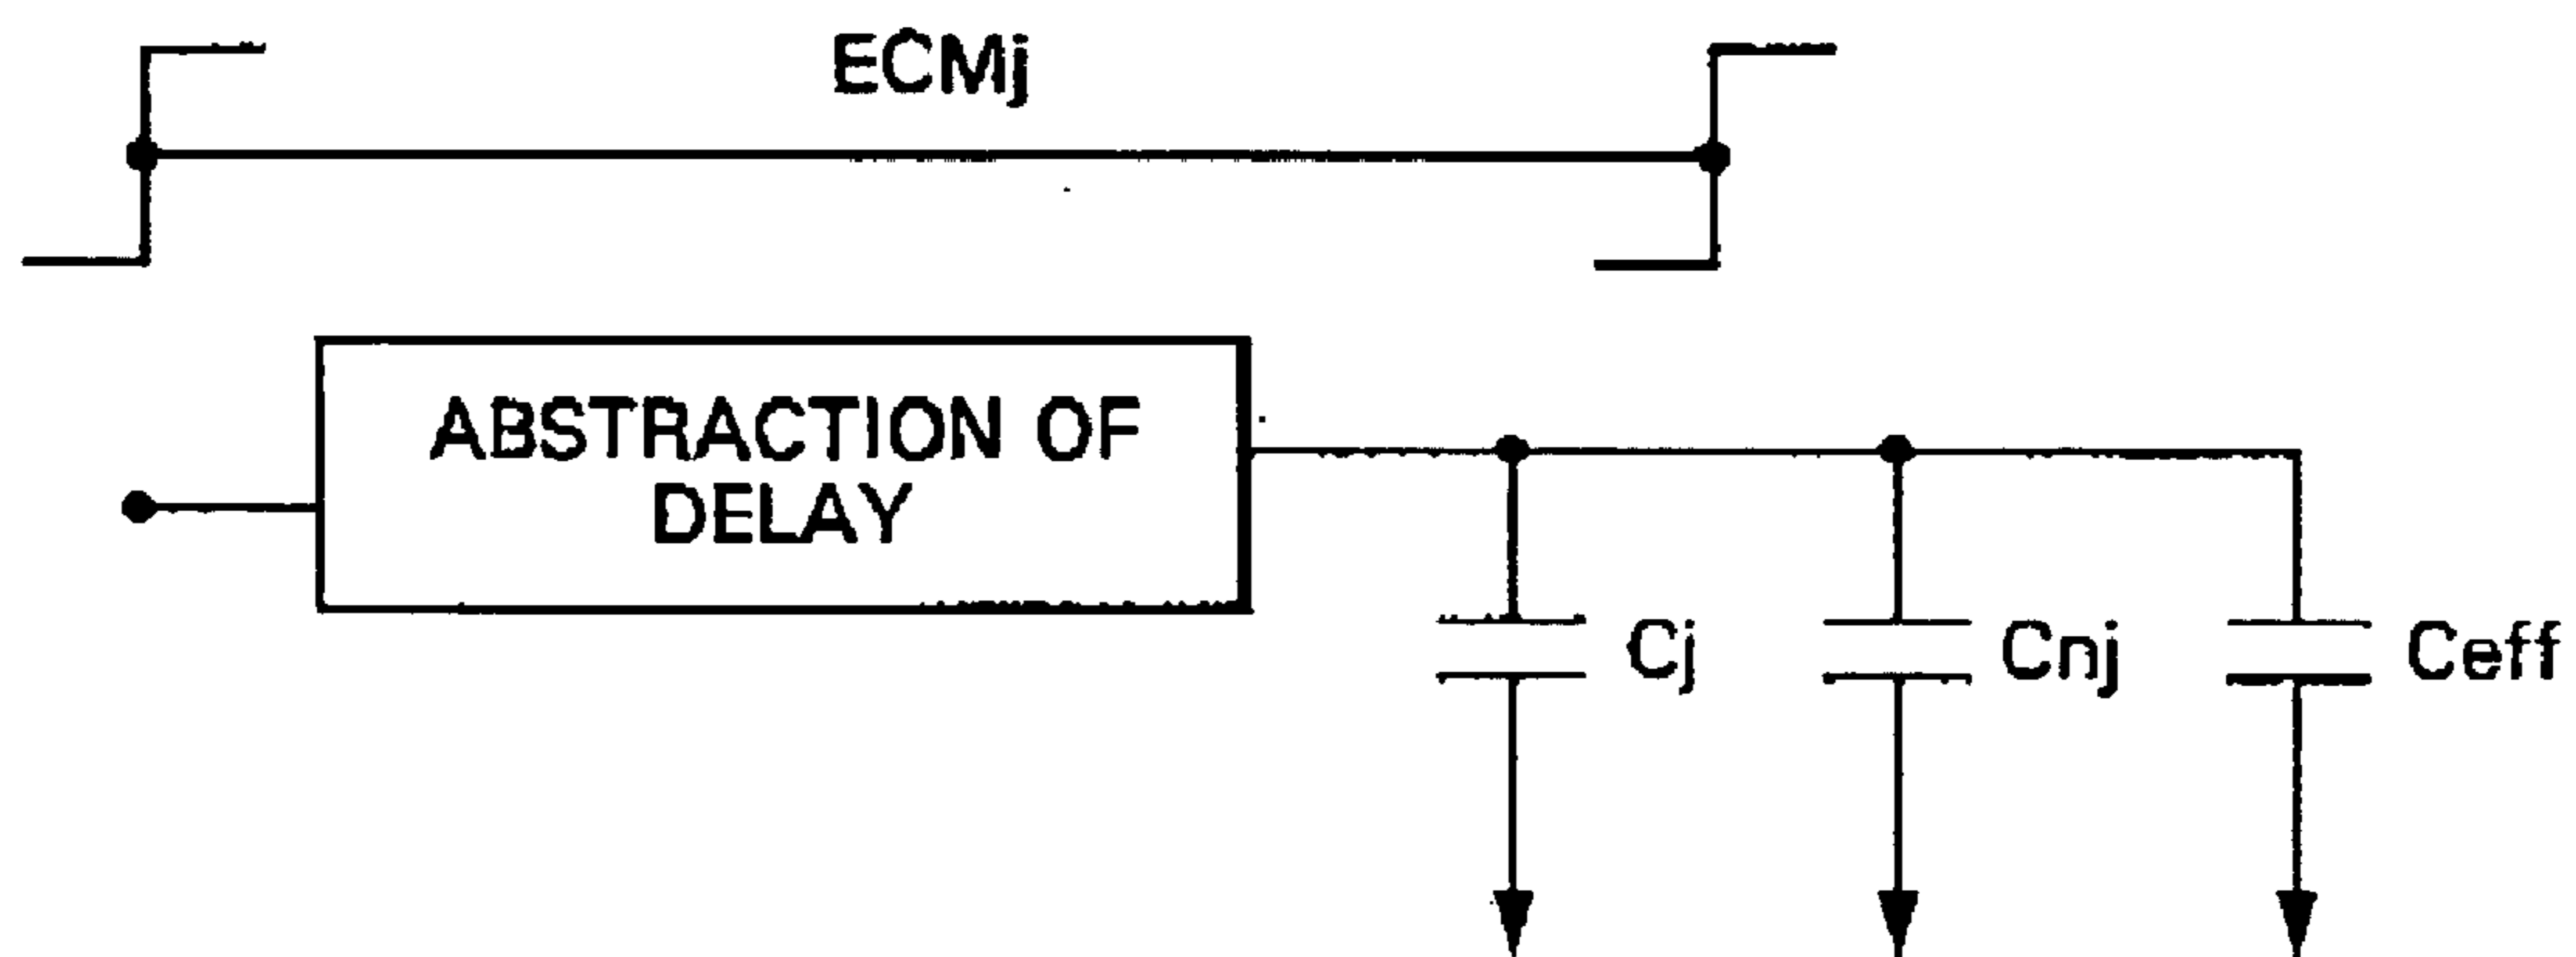 ECMj
ABSTRACTION OF
DELAY
Cj
Cnj
Ceff